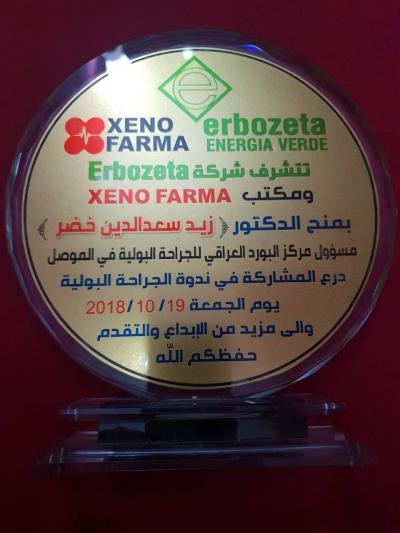 XENO FARMA
e
erbozeta
ENERGIA VERDE
تتشرف شركة Erbozeta
ومكتب XENO FARMA
بمنح الدكتور ( زيد سعدالدين خضر )
مسؤول مركز البورد العراقي للجراحة البولية في الموصل
درع المشاركة في ندوة الجراحة البولية
يوم الجمعة 19/ 10/ 2018
والى مزيد من الإبداع والتقدم
حفظكم اللّه